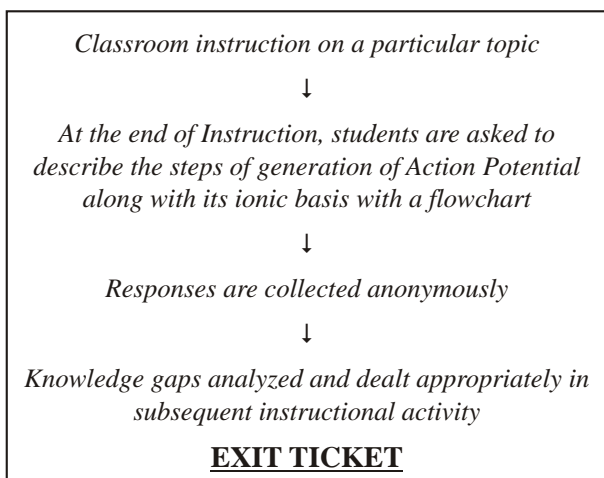 Classroom instruction on a particular topic
↓
At the end of Instruction, students are asked to
describe the steps of generation of Action Potential
along with its ionic basis with a flowchart
↓
Responses are collected anonymously
↓
Knowledge gaps analyzed and dealt appropriately in
subsequent instructional activity
EXIT TICKET